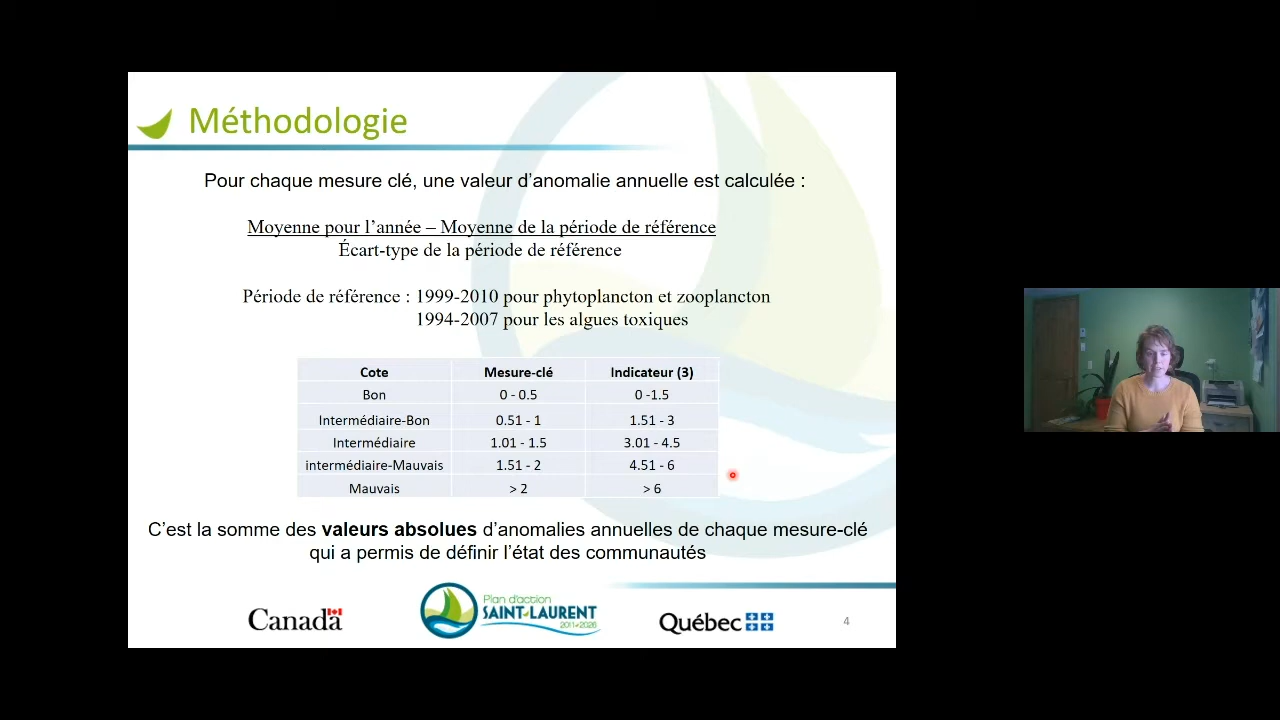 Méthodologie
Pour chaque mesure clé, une valeur d'anomalie annuelle est calculée :
Moyenne pour l'année – Moyenne de la période de référence
Écart-type de la période de référence
Période de référence : 1999-2010 pour phytoplancton et zooplancton
1994-2007 pour les algues toxiques
Cote Mesure-clé Indicateur (3)
Bon 0 - 0.5 0 -1.5
Intermédiaire-Bon 0.51 - 1 1.51 - 3
Intermédiaire 1.01 - 1.5 3.01 - 4.5
intermédiaire-Mauvais 1.51 - 2 4.51 - 6
Mauvais > 2 > 6
C'est la somme des valeurs absolues d'anomalies annuelles de chaque mesure-clé
qui a permis de définir l'état des communautés
Canada
Plan d'action
SAINT-LAURENT
2011-2026
Québec
4